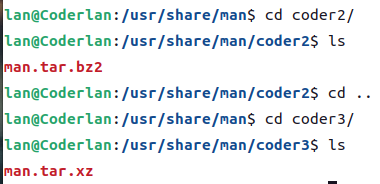 lan@Coderlan:/usr/share/man$ cd coder2/
lan@Coderlan:/usr/share/man/coder2$ ls
man.tar.bz2
lan@Coderlan:/usr/share/man/coder2$ cd ..
lan@Coderlan:/usr/share/man$ cd coder3/
lan@Coderlan:/usr/share/man/coder3$ ls
man.tar.xz